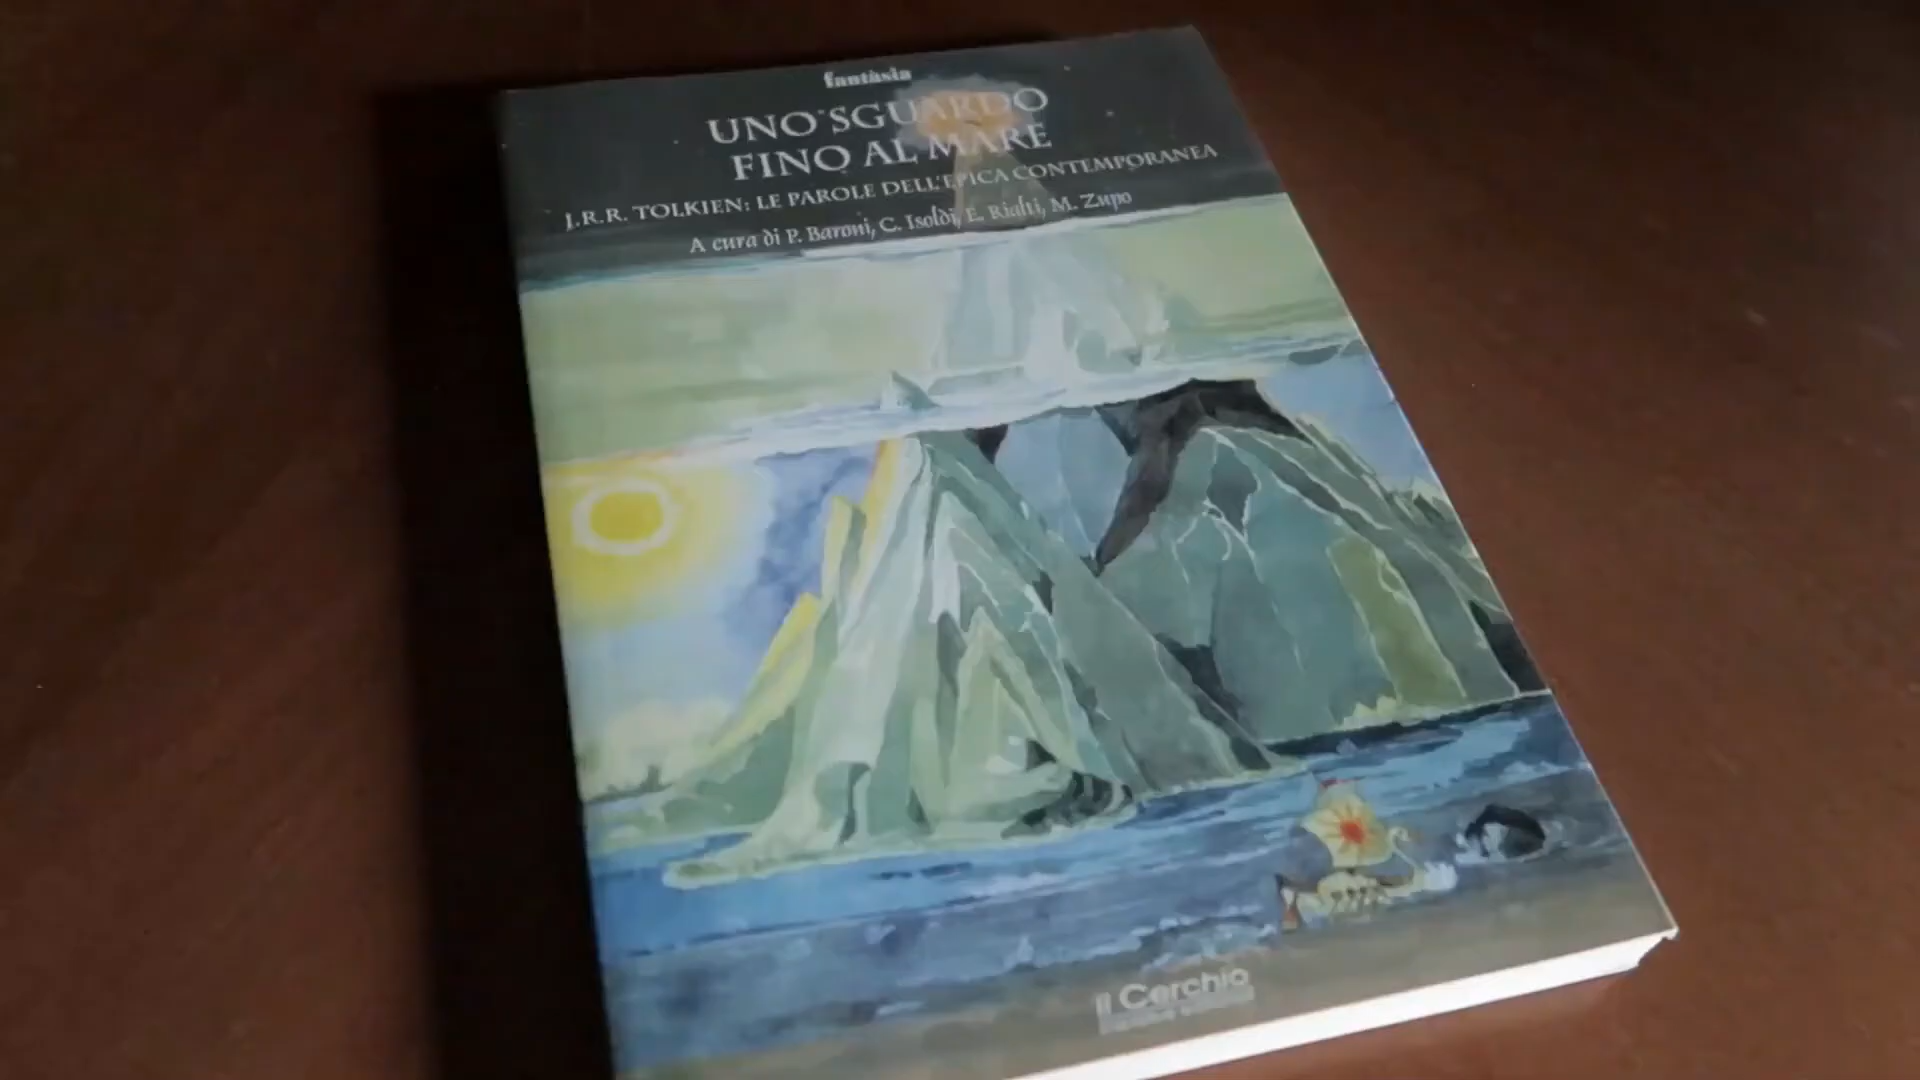 fantàsia
UNO SGUARDO
FINO AL MARE
J.R.R. TOLKIEN: LE PAROLE DELL'EPICA CONTEMPORANEA
A cura di P. Baroni, C. Isoldi, E. Rialti, M. Zupo
Il Cerchio